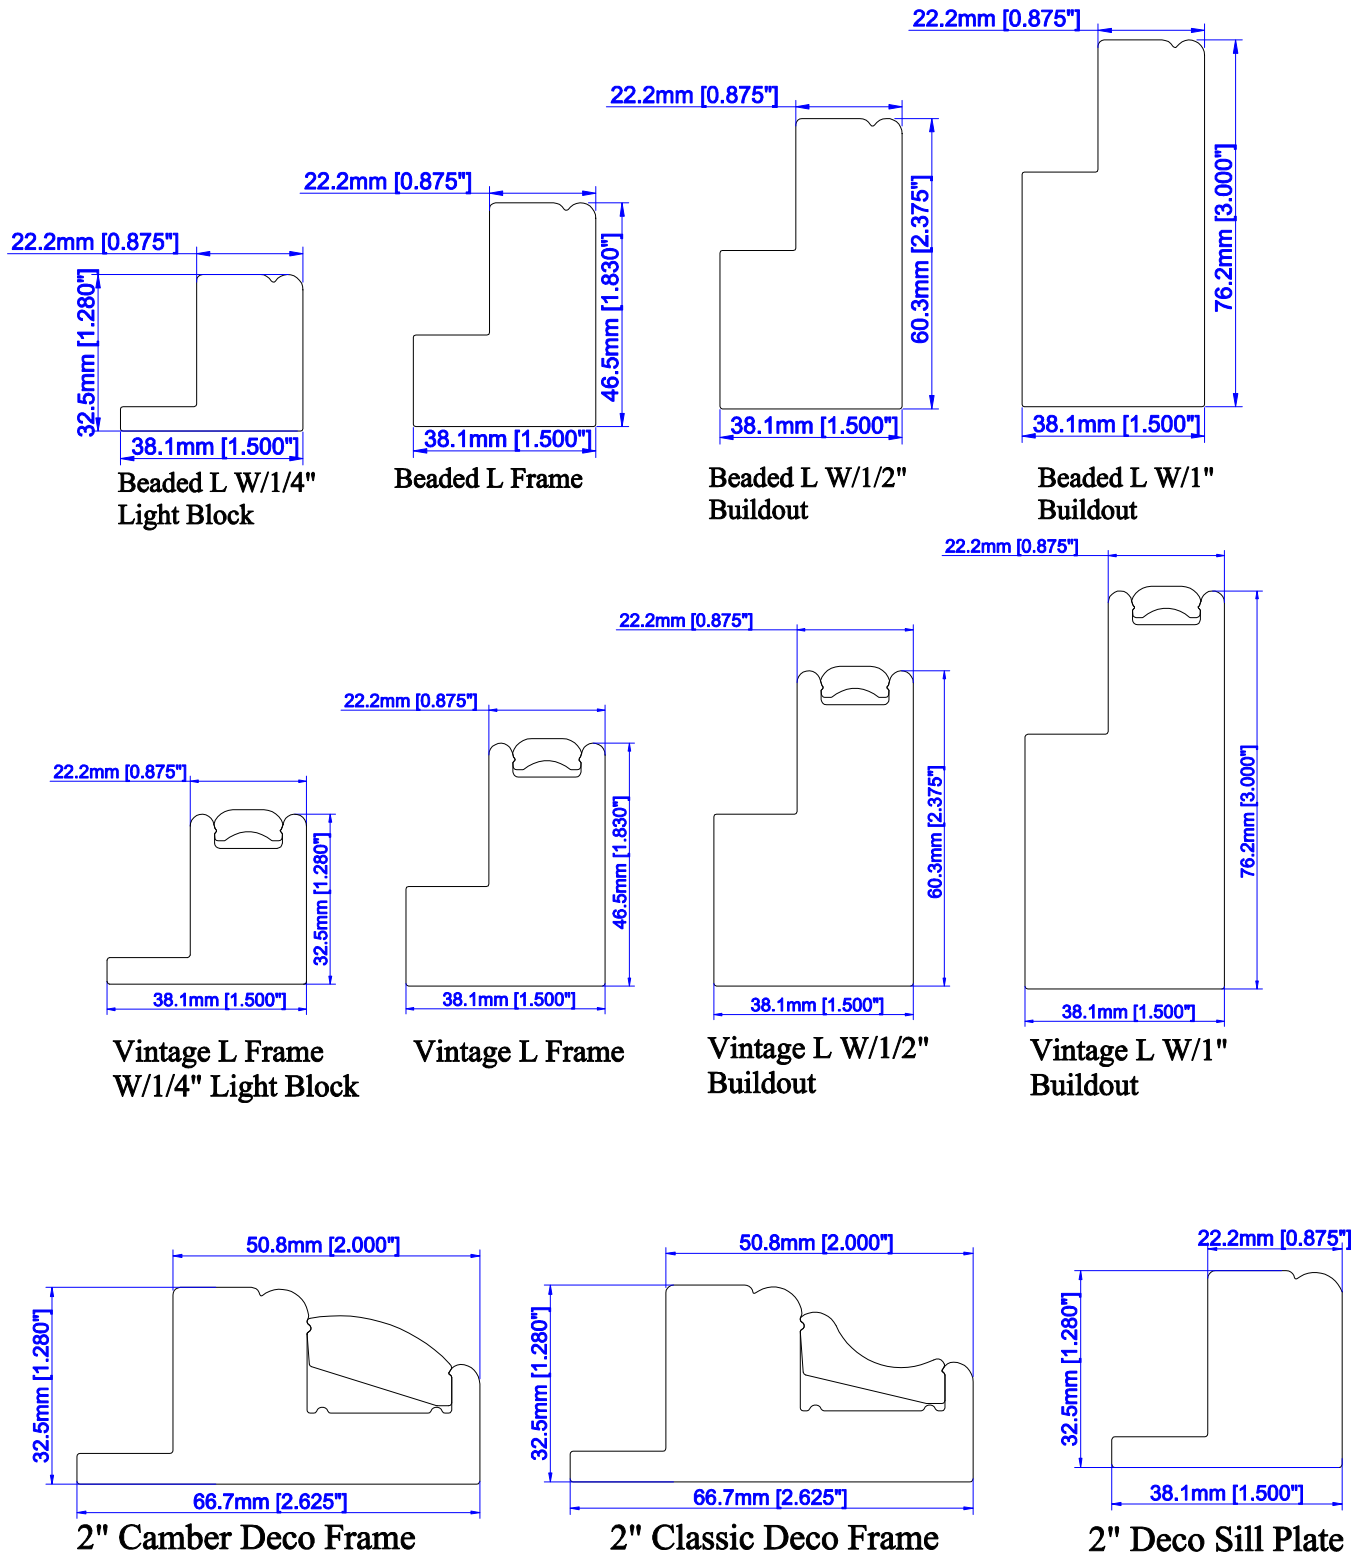 22.2mm [0.875"]
32.5mm [1.280"]
38.1mm [1.500"]
Beaded L W/1/4"
Light Block
22.2mm [0.875"]
46.5mm [1.830"]
38.1mm [1.500"]
Beaded L Frame
22.2mm [0.875"]
60.3mm [2.375"]
38.1mm [1.500"]
Beaded L W/1/2"
Buildout
22.2mm [0.875"]
76.2mm [3.000"]
38.1mm [1.500"]
Beaded L W/1"
Buildout
22.2mm [0.875"]
32.5mm [1.280"]
38.1mm [1.500"]
Vintage L Frame
W/1/4" Light Block
22.2mm [0.875"]
46.5mm [1.830"]
38.1mm [1.500"]
Vintage L Frame
22.2mm [0.875"]
60.3mm [2.375"]
38.1mm [1.500"]
Vintage L W/1/2"
Buildout
22.2mm [0.875"]
76.2mm [3.000"]
38.1mm [1.500"]
Vintage L W/1"
Buildout
50.8mm [2.000"]
32.5mm [1.280"]
66.7mm [2.625"]
2" Camber Deco Frame
50.8mm [2.000"]
32.5mm [1.280"]
66.7mm [2.625"]
2" Classic Deco Frame
22.2mm [0.875"]
32.5mm [1.280"]
38.1mm [1.500"]
2" Deco Sill Plate